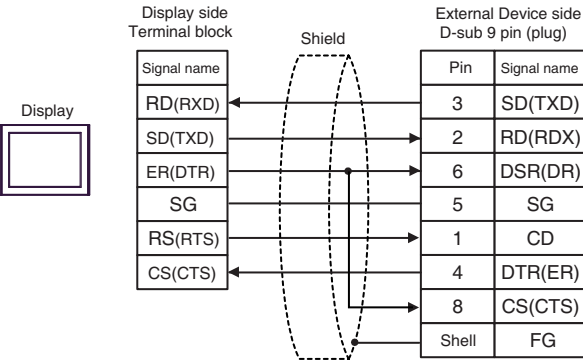 Display side
Terminal block
Shield
External Device side
D-sub 9 pin (plug)
Display
Signal name
Pin Signal name
RD(RXD) 3 SD(TXD)
SD(TXD) 2 RD(RDX)
ER(DTR) 6 DSR(DR)
SG 5 SG
RS(RTS) 1 CD
CS(CTS) 4 DTR(ER)
8 CS(CTS)
Shell FG